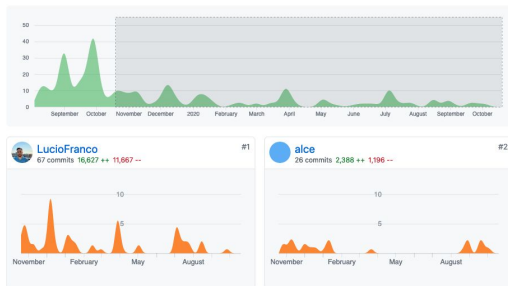 50
40
30
20
10
0
September October November December 2020 February March April May June July August September October
LucioFranco #1
67 commits 16,627 ++ 11,667 --
10
5
November February May August
alce #2
26 commits 2,388 ++ 1,196 --
10
5
November February May August